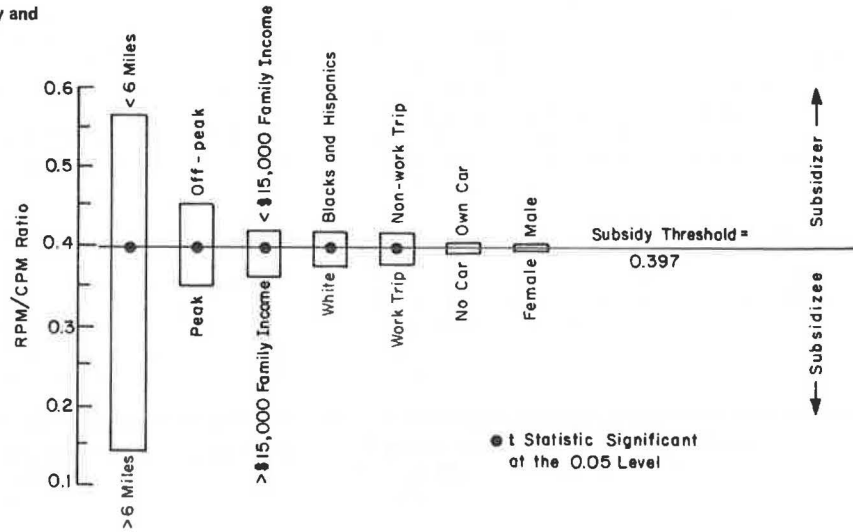 y and
RPM/CPM Ratio
0.6
0.5
0.4
0.3
0.2
0.1
< 6 Miles
>6 Miles
Off-peak
Peak
< $15,000 Family Income
>$15,000 Family Income
Blacks and Hispanics
White
Non-work Trip
Work Trip
Own Car
No Car
Male
Female
Subsidy Threshold =
0.397
Subsidizer
Subsidizee
t Statistic Significant
at the 0.05 Level